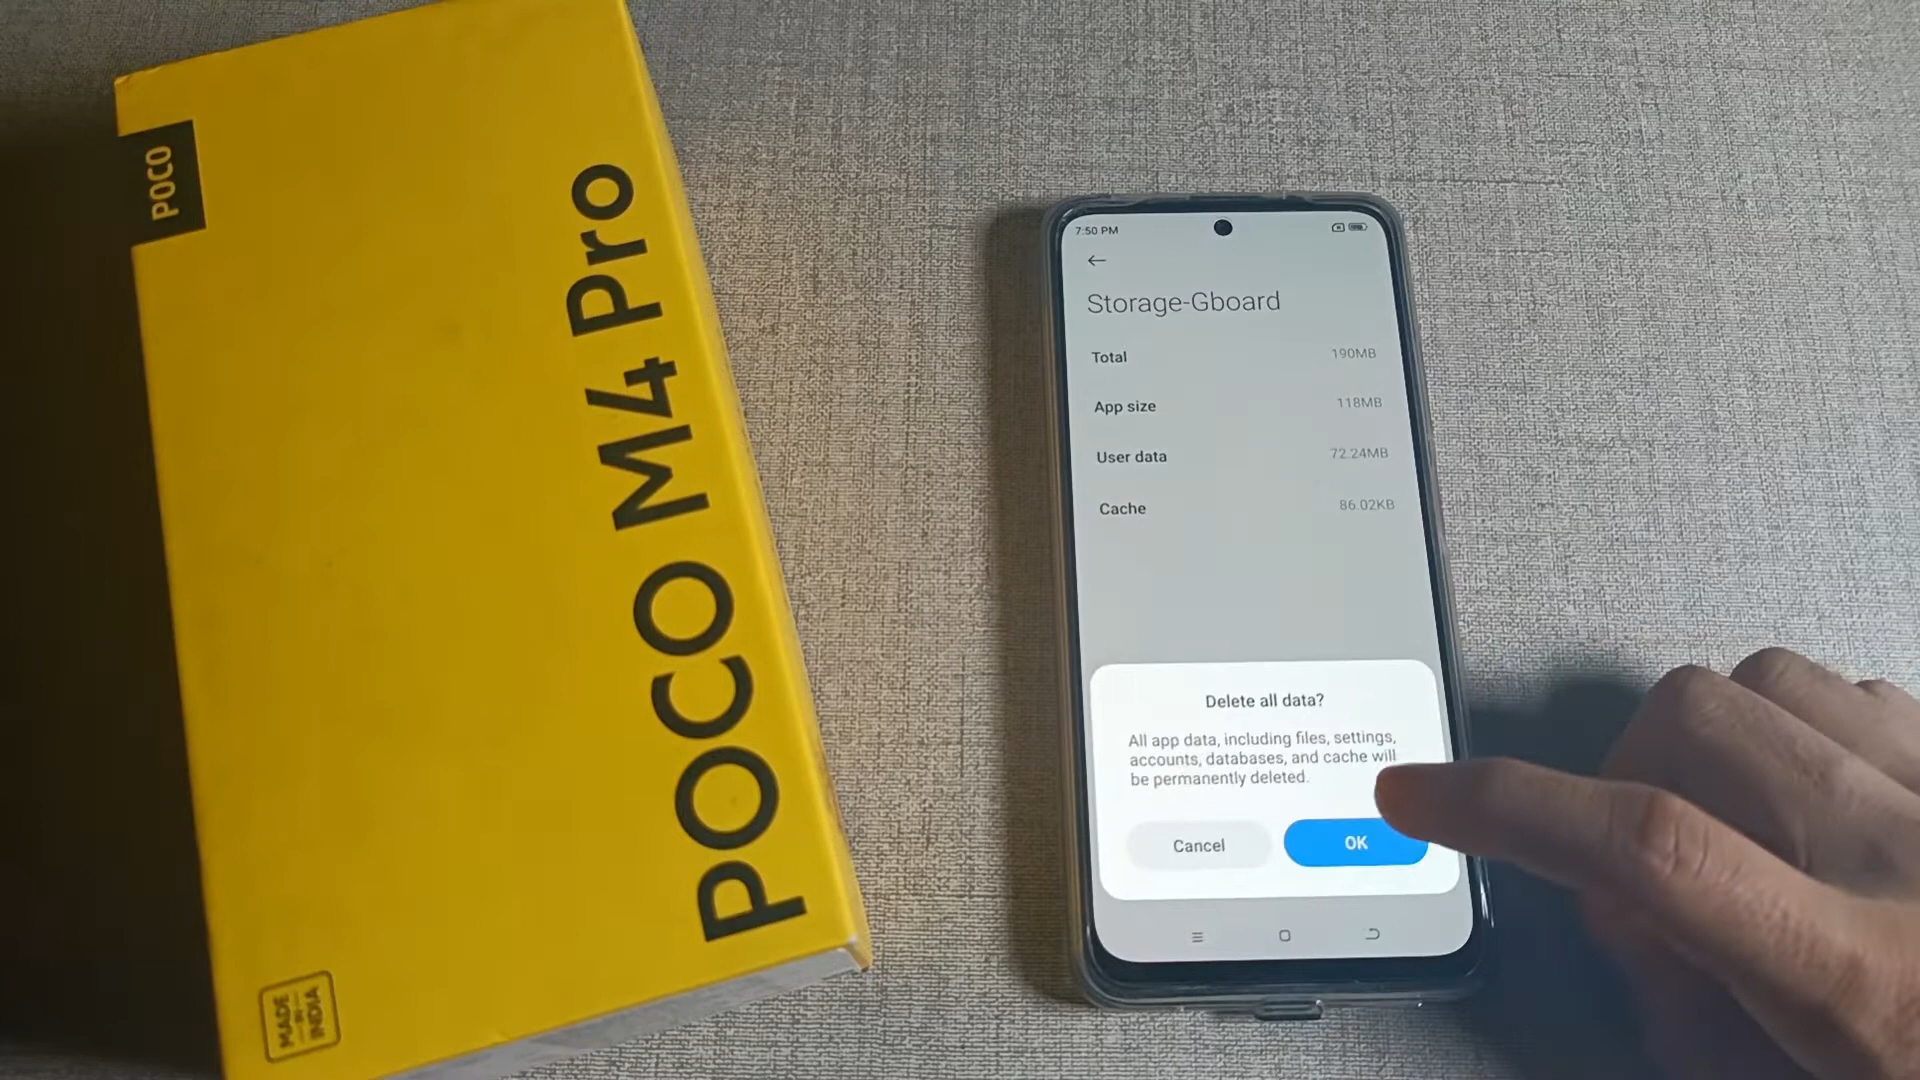 POCO
POCO M4 Pro
MADE
IN
INDIA
7:50 PM
Storage-Gboard
Total 190MB
App size 118MB
User data 72.24MB
Cache 86.02KB
Delete all data?
All app data, including files, settings,
accounts, databases, and cache will
be permanently deleted.
Cancel OK